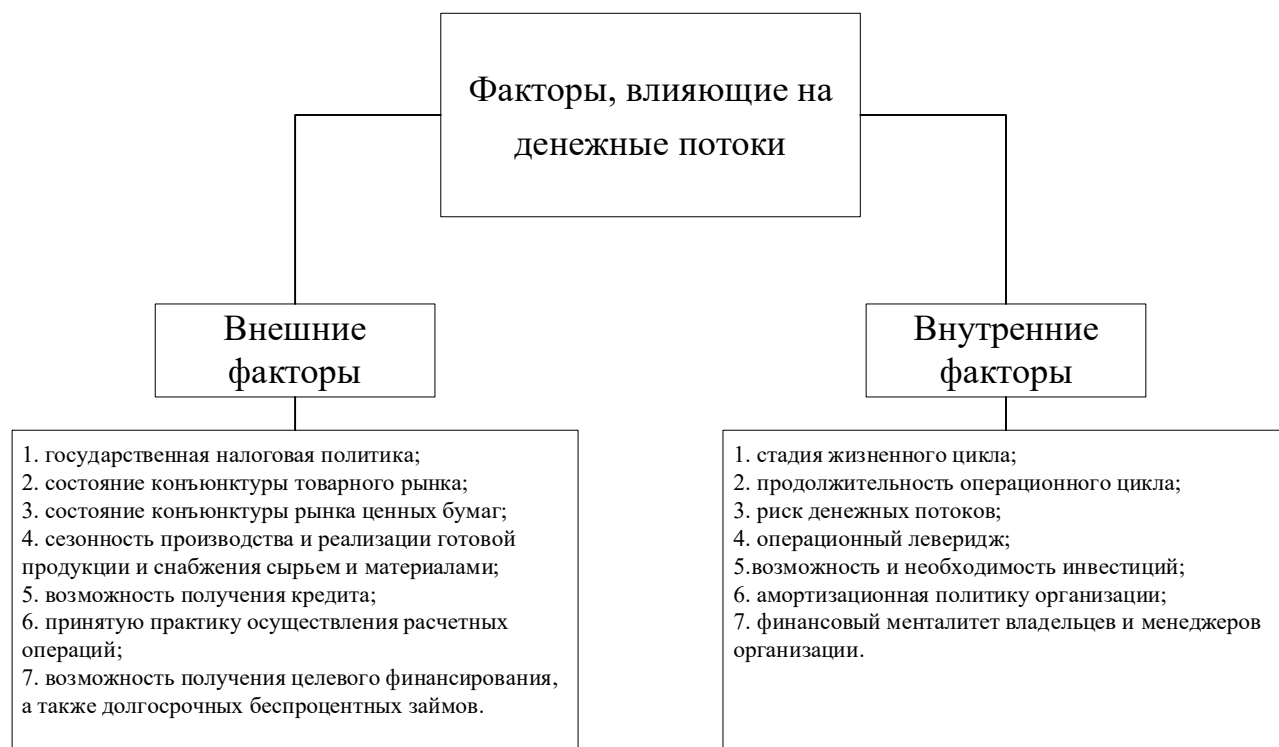 Факторы, влияющие на
денежные потоки
Внешние
факторы
Внутренние
факторы
1. государственная налоговая политика;
2. состояние конъюнктуры товарного рынка;
3. состояние конъюнктуры рынка ценных бумаг;
4. сезонность производства и реализации готовой
продукции и снабжения сырьем и материалами;
5. возможность получения кредита;
6. принятую практику осуществления расчетных
операций;
7. возможность получения целевого финансирования,
а также долгосрочных беспроцентных займов.
1. стадия жизненного цикла;
2. продолжительность операционного цикла;
3. риск денежных потоков;
4. операционный леверидж;
5.возможность и необходимость инвестиций;
6. амортизационная политику организации;
7. финансовый менталитет владельцев и менеджеров
организации.